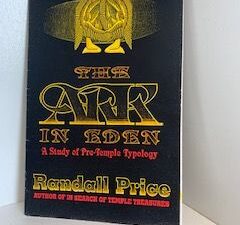 THE
ARK
IN EDEN
A Study of Pre-Temple Typology
Randall Price
AUTHOR OF IN SEARCH OF TEMPLE TREASURES